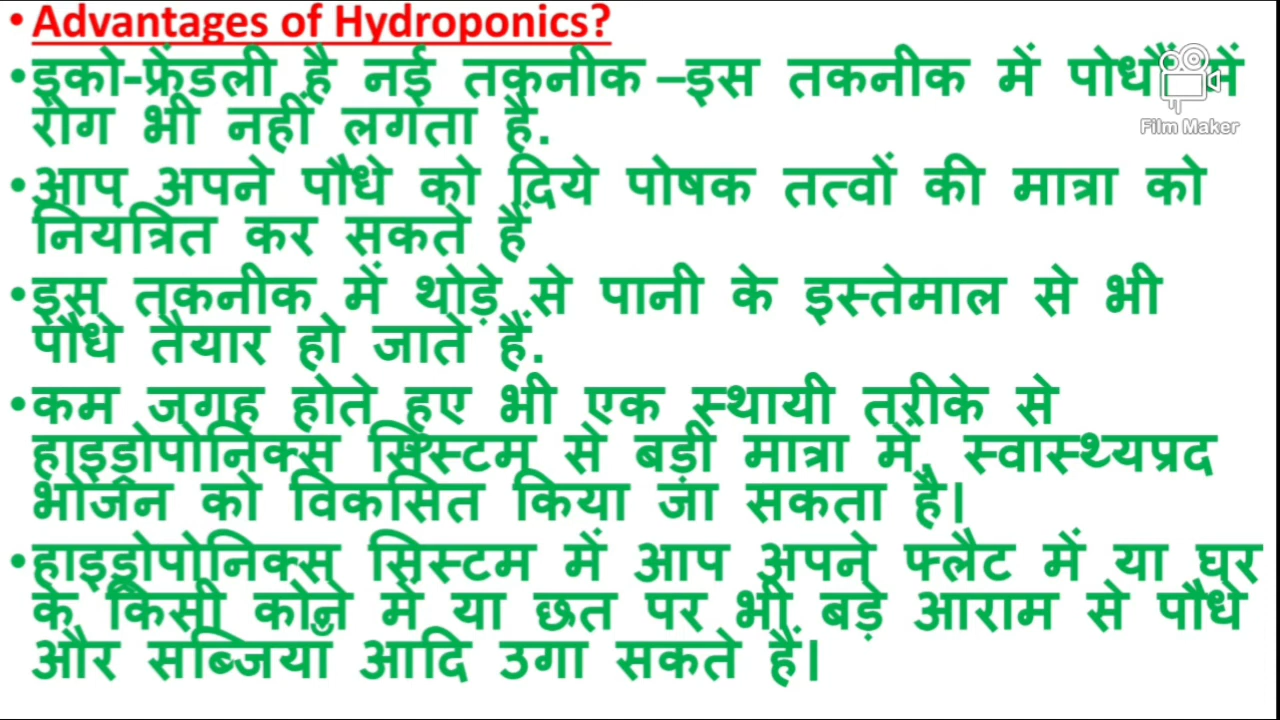 • Advantages of Hydroponics?
• इको-फ्रेंडली है नई तकनीक –इस तकनीक में पोधौं में
रोग भी नहीं लगता है.
• आप अपने पौधे को दिये पोषक तत्वों की मात्रा को
नियत्रित कर सकते हैं
• इस तकनीक में थोड़े से पानी के इस्तेमाल से भी
पौधे तैयार हो जाते हैं.
• कम जगह होते हुए भी एक स्थायी तरीके से
हाइड्रोपोनिक्स सिस्टम से बड़ी मात्रा में, स्वास्थ्यप्रद
भोजन को विकसित किया जा सकता है।
• हाइड्रोपोनिक्स सिस्टम में आप अपने फ्लैट में या घर
के किसी कोने में या छत पर भी बड़े आराम से पौधे
और सब्जियाँ आदि उगा सकते हैं।
Film Maker